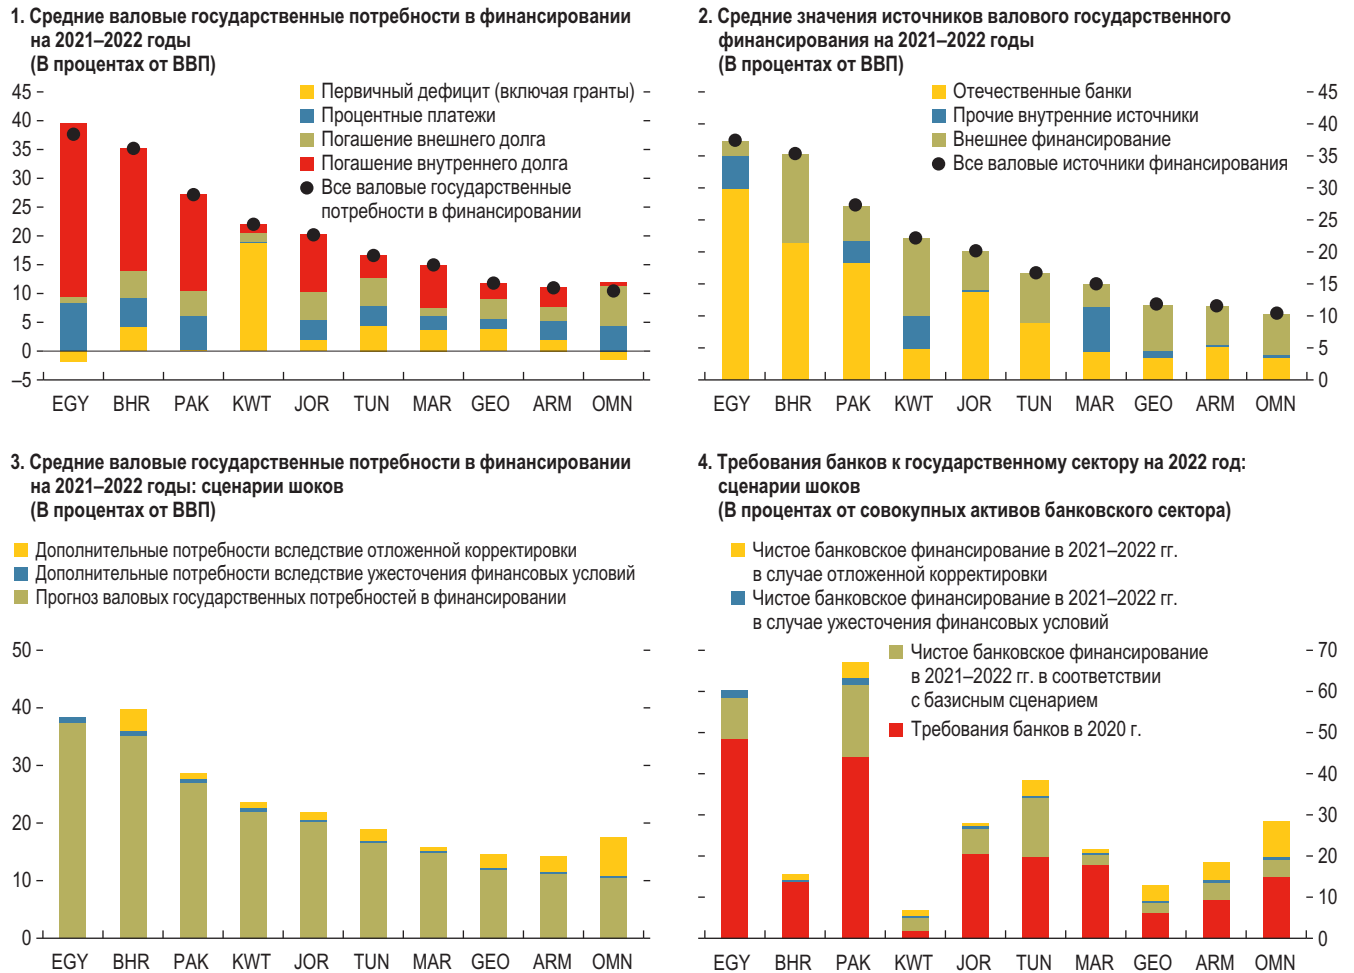 1. Средние валовые государственные потребности в финансировании
на 2021–2022 годы
(В процентах от ВВП)
Первичный дефицит (включая гранты)
Процентные платежи
Погашение внешнего долга
Погашение внутреннего долга
Все валовые государственные
потребности в финансировании
45
40
35
30
25
20
15
10
5
0
–5
EGY BHR PAK KWT JOR TUN MAR GEO ARM OMN
2. Средние значения источников валового государственного
финансирования на 2021–2022 годы
(В процентах от ВВП)
Отечественные банки
Прочие внутренние источники
Внешнее финансирование
Все валовые источники финансирования
45
40
35
30
25
20
15
10
5
0
EGY BHR PAK KWT JOR TUN MAR GEO ARM OMN
3. Средние валовые государственные потребности в финансировании
на 2021–2022 годы: сценарии шоков
(В процентах от ВВП)
Дополнительные потребности вследствие отложенной корректировки
Дополнительные потребности вследствие ужесточения финансовых условий
Прогноз валовых государственных потребностей в финансировании
50
40
30
20
10
0
EGY BHR PAK KWT JOR TUN MAR GEO ARM OMN
4. Требования банков к государственному сектору на 2022 год:
сценарии шоков
(В процентах от совокупных активов банковского сектора)
Чистое банковское финансирование в 2021–2022 гг.
в случае отложенной корректировки
Чистое банковское финансирование в 2021–2022 гг.
в случае ужесточения финансовых условий
Чистое банковское финансирование
в 2021–2022 гг. в соответствии
с базисным сценарием
Требования банков в 2020 г.
70
60
50
40
30
20
10
0
EGY BHR PAK KWT JOR TUN MAR GEO ARM OMN